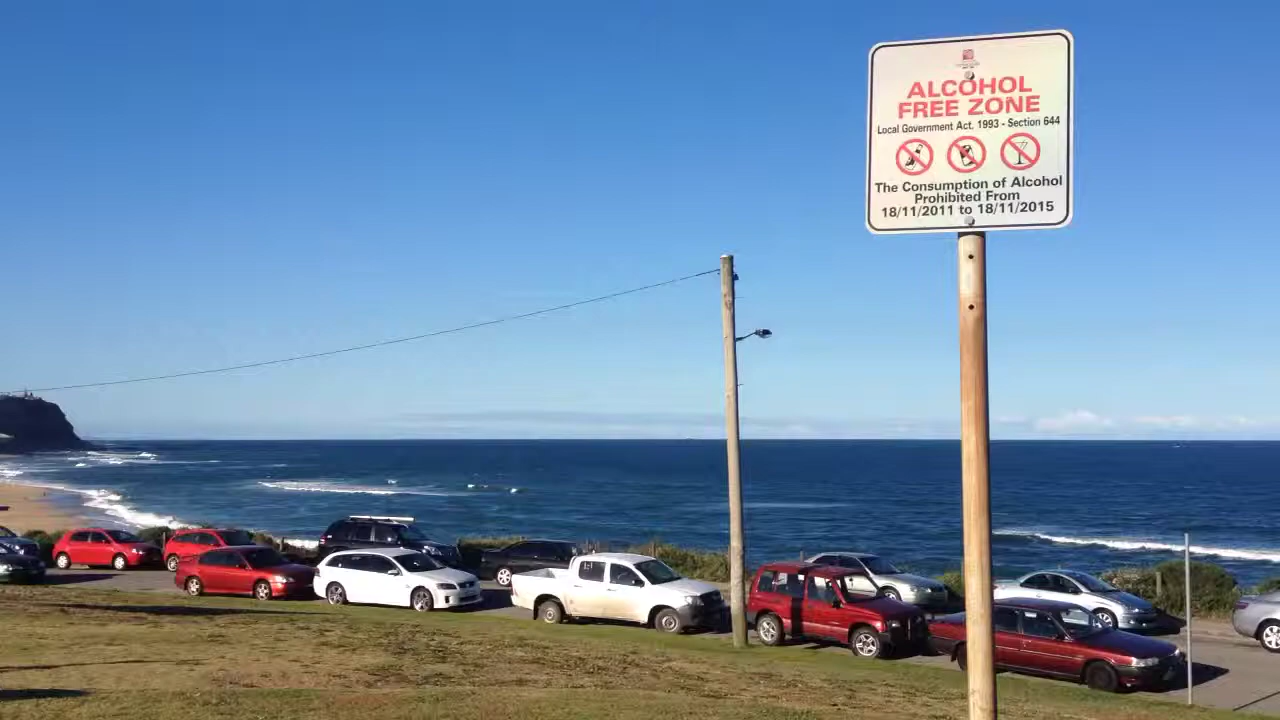 ALCOHOL
FREE ZONE
Local Government Act. 1993 - Section 644
The Consumption of Alcohol
Prohibited From
18/11/2011 to 18/11/2015